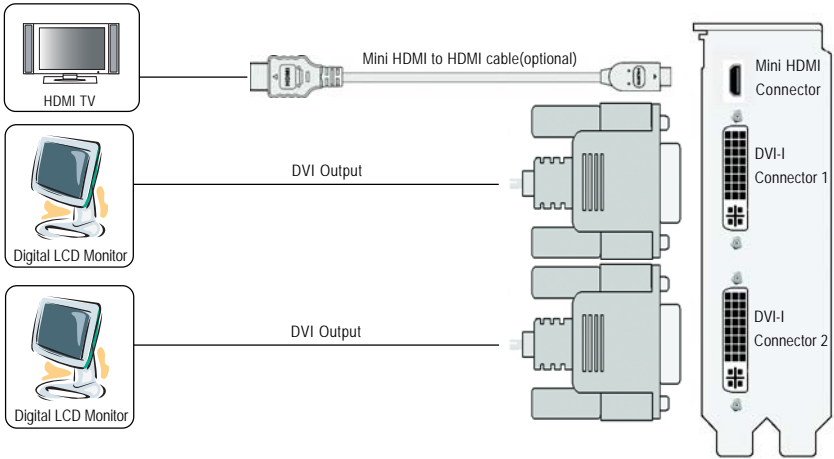 HDMI TV
Mini HDMI to HDMI cable(optional)
Mini HDMI
Connector
Digital LCD Monitor
DVI Output
DVI-I
Connector 1
Digital LCD Monitor
DVI Output
DVI-I
Connector 2